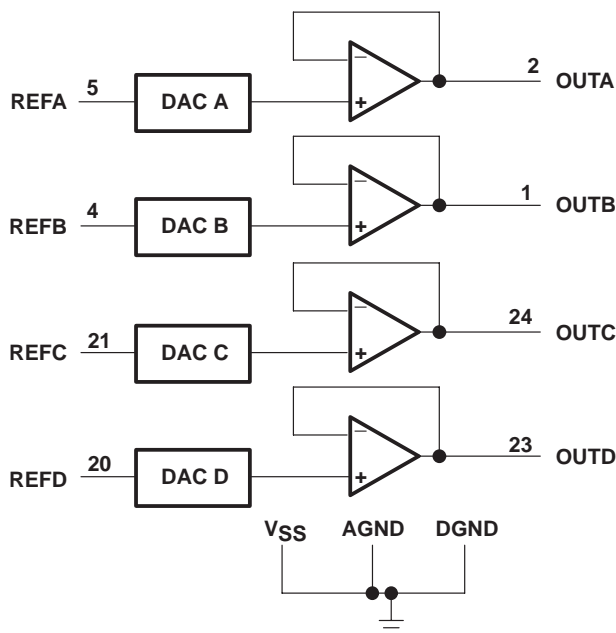 REFA 5 DAC A − + 2 OUTA
REFB 4 DAC B − + 1 OUTB
REFC 21 DAC C − + 24 OUTC
REFD 20 DAC D − + 23 OUTD
VSS AGND DGND